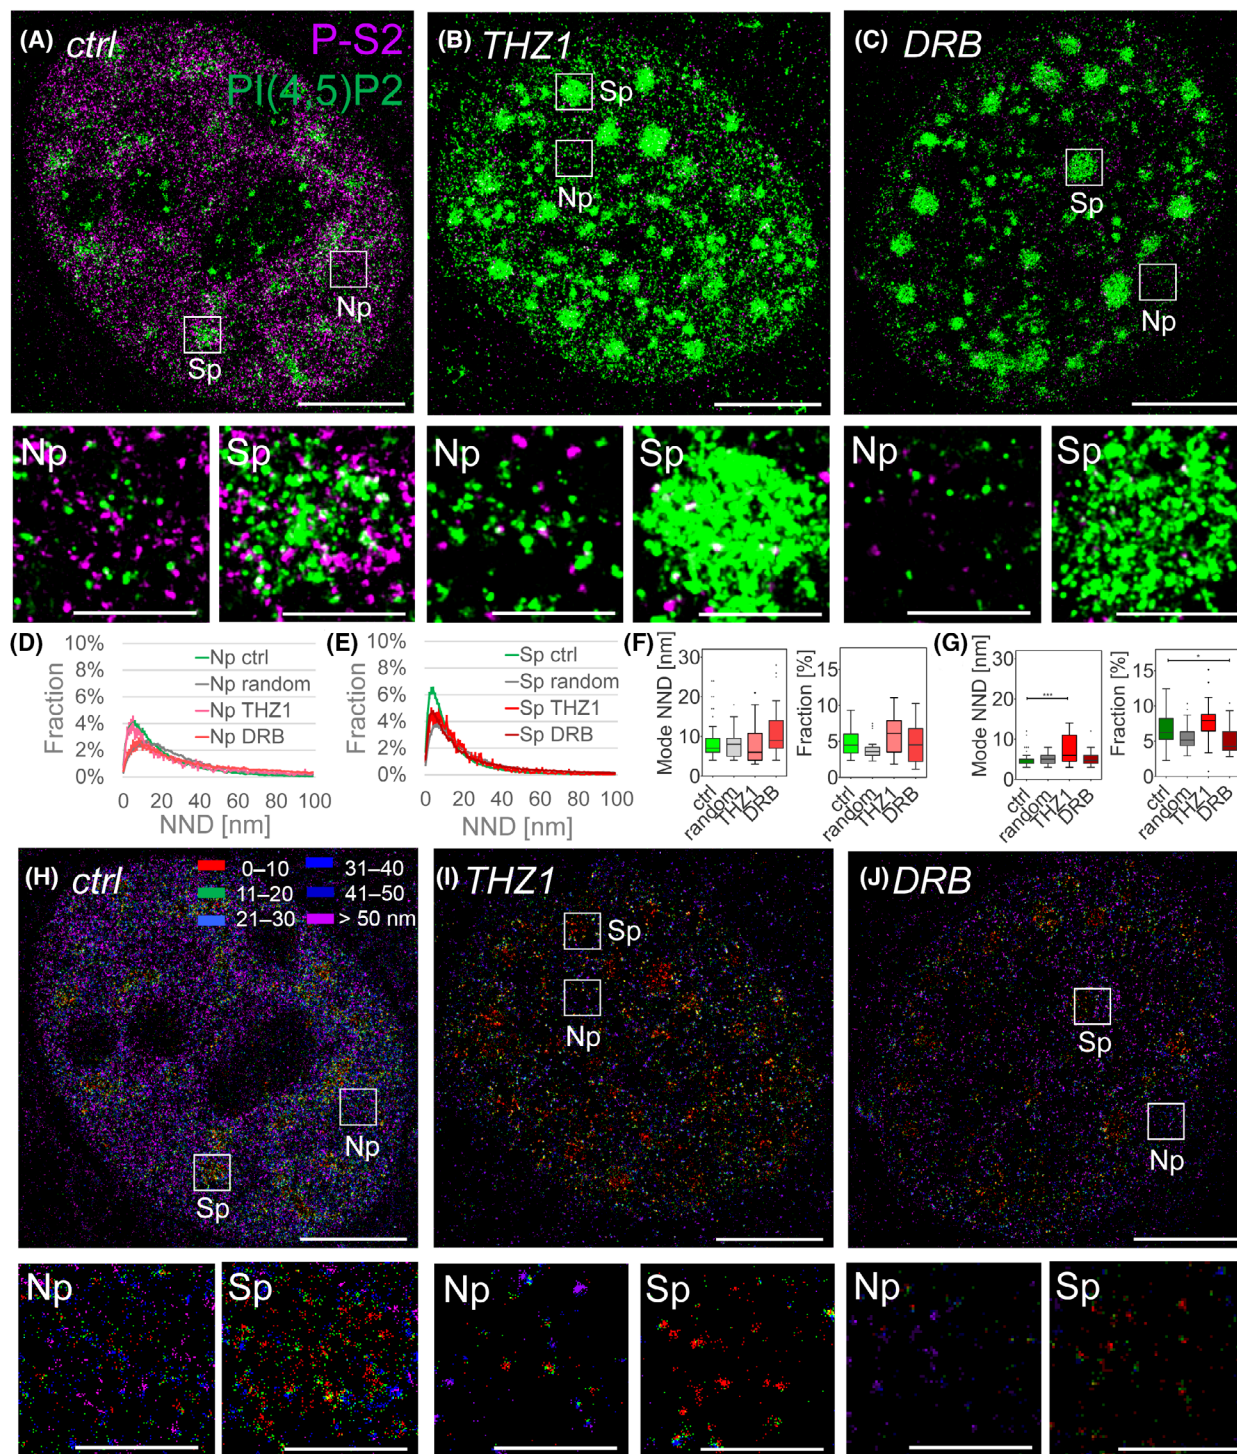 (A) ctrl P-S2
PI(4,5)P2
Np
Sp
(B) THZ1
Sp
Np
(C) DRB
Sp
Np
Np Sp Np Sp Np Sp
(D)
10%
8%
6%
4%
2%
0%
Fraction
Np ctrl
Np random
Np THZ1
Np DRB
0 20 40 60 80 100
NND [nm]
(E)
10%
8%
6%
4%
2%
0%
Fraction
Sp ctrl
Sp random
Sp THZ1
Sp DRB
0 20 40 60 80 100
NND [nm]
(F)
Mode NND [nm]
30
20
10
0
ctrl
random
THZ1
DRB
Fraction [%]
15
10
5
0
ctrl
random
THZ1
DRB
(G)
Mode NND [nm]
30
20
10
0
***
ctrl
random
THZ1
DRB
Fraction [%]
15
10
5
0
*
ctrl
random
THZ1
DRB
(H) ctrl
0–10 31–40
11–20 41–50
21–30 > 50 nm
Np
Sp
(I) THZ1
Sp
Np
(J) DRB
Sp
Np
Np Sp Np Sp Np Sp